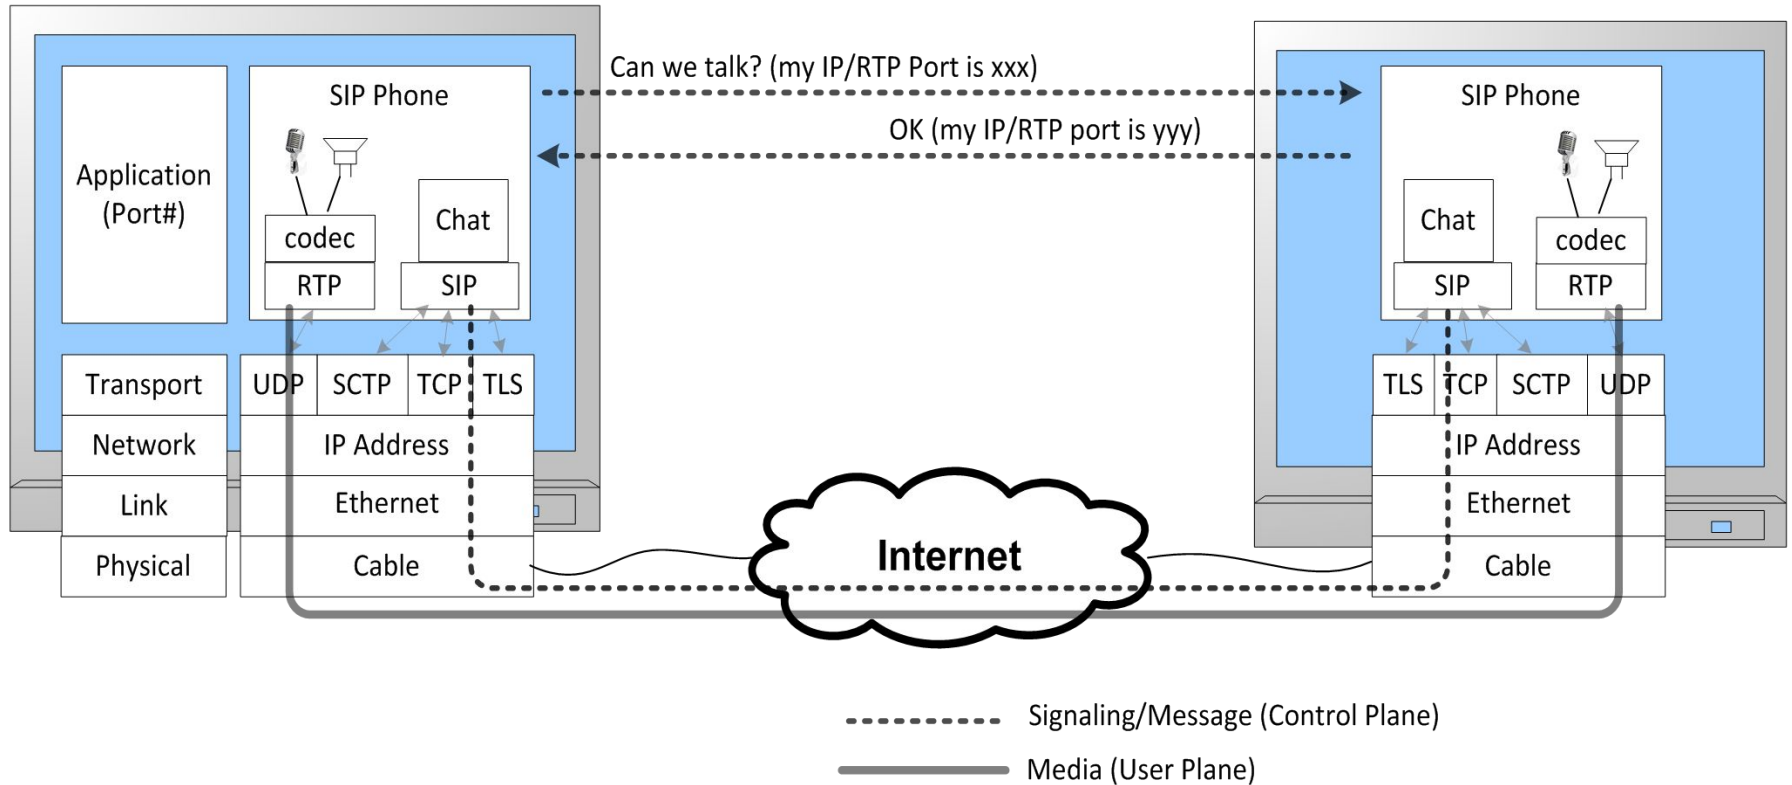 Can we talk? (my IP/RTP Port is xxx)
OK (my IP/RTP port is yyy)
Application
(Port#)
SIP Phone
codec
RTP
Chat
SIP
Transport
UDP
SCTP
TCP
TLS
Network
IP Address
Link
Ethernet
Physical
Cable
Internet
SIP Phone
Chat
SIP
codec
RTP
TLS
TCP
SCTP
UDP
IP Address
Ethernet
Cable
Signaling/Message (Control Plane)
Media (User Plane)